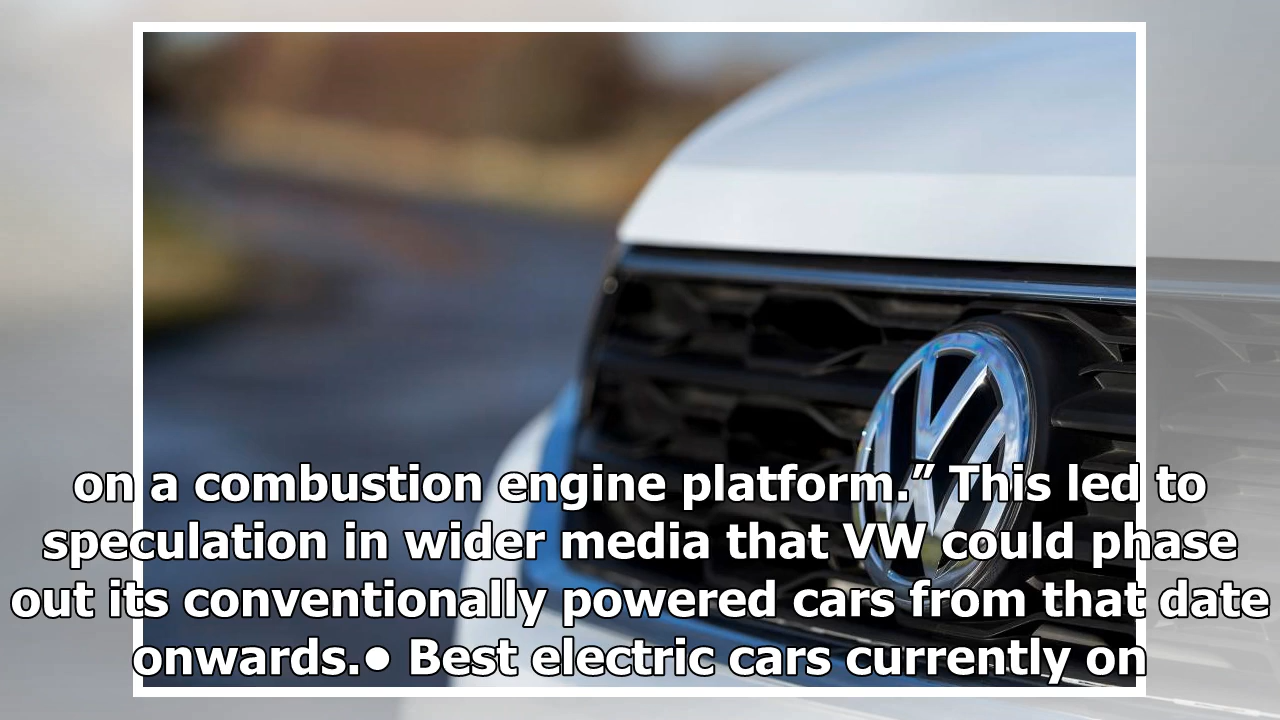 on a combustion engine platform.” This led to
speculation in wider media that VW could phase
out its conventionally powered cars from that date
onwards.● Best electric cars currently on